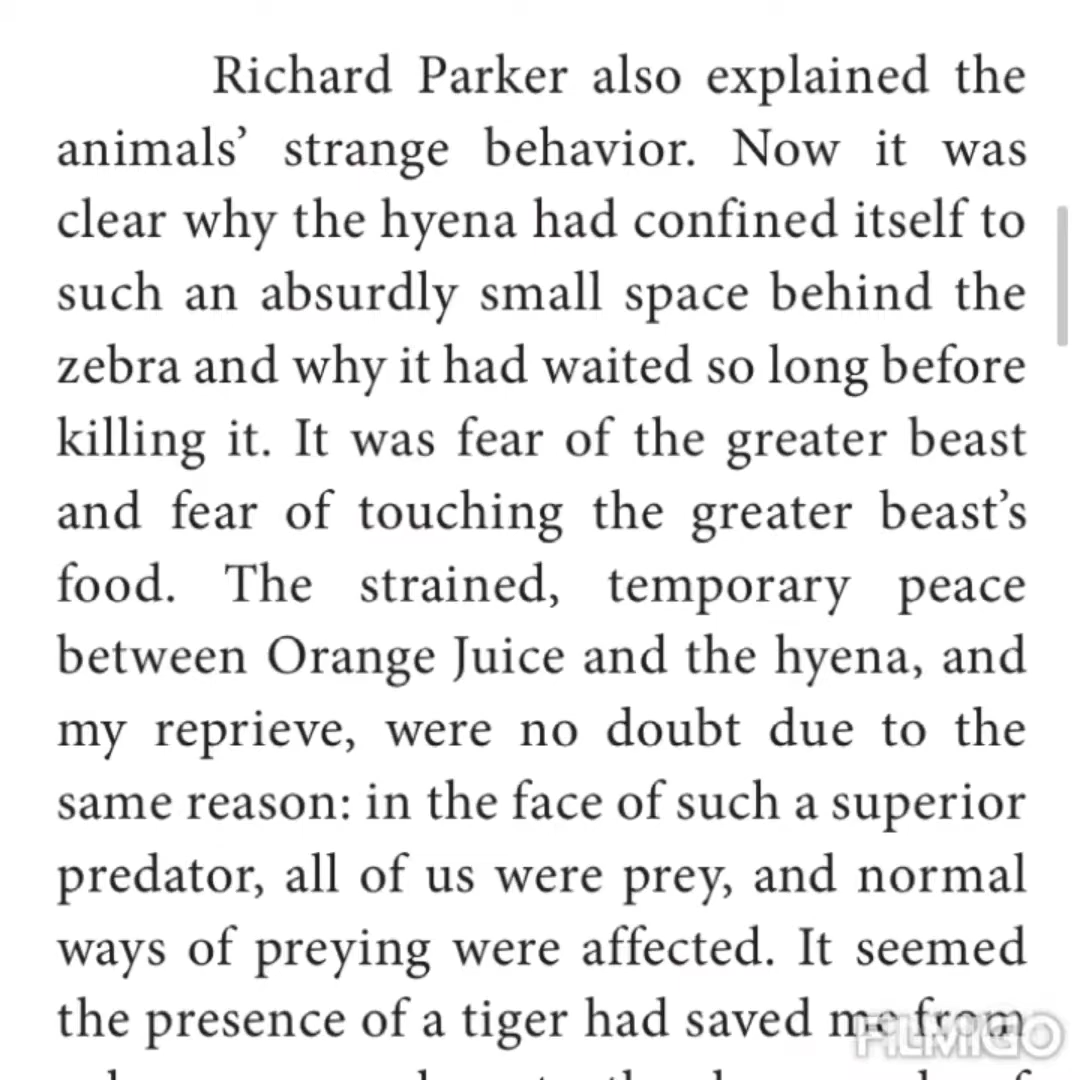 Richard Parker also explained the
animals’ strange behavior. Now it was
clear why the hyena had confined itself to
such an absurdly small space behind the
zebra and why it had waited so long before
killing it. It was fear of the greater beast
and fear of touching the greater beast’s
food. The strained, temporary peace
between Orange Juice and the hyena, and
my reprieve, were no doubt due to the
same reason: in the face of such a superior
predator, all of us were prey, and normal
ways of preying were affected. It seemed
the presence of a tiger had saved me from
FILMIGO